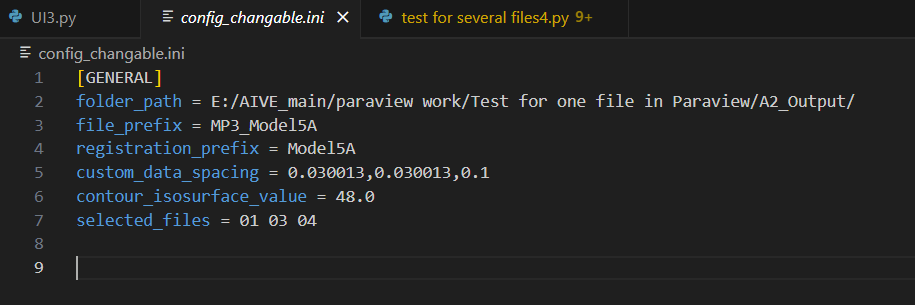 UI3.py
config_changable.ini
test for several files4.py 9+
config_changable.ini
1 [GENERAL]
2 folder_path = E:/AIVE_main/paraview work/Test for one file in Paraview/A2_Output/
3 file_prefix = MP3_Model5A
4 registration_prefix = Model5A
5 custom_data_spacing = 0.030013,0.030013,0.1
6 contour_isosurface_value = 48.0
7 selected_files = 01 03 04
8
9